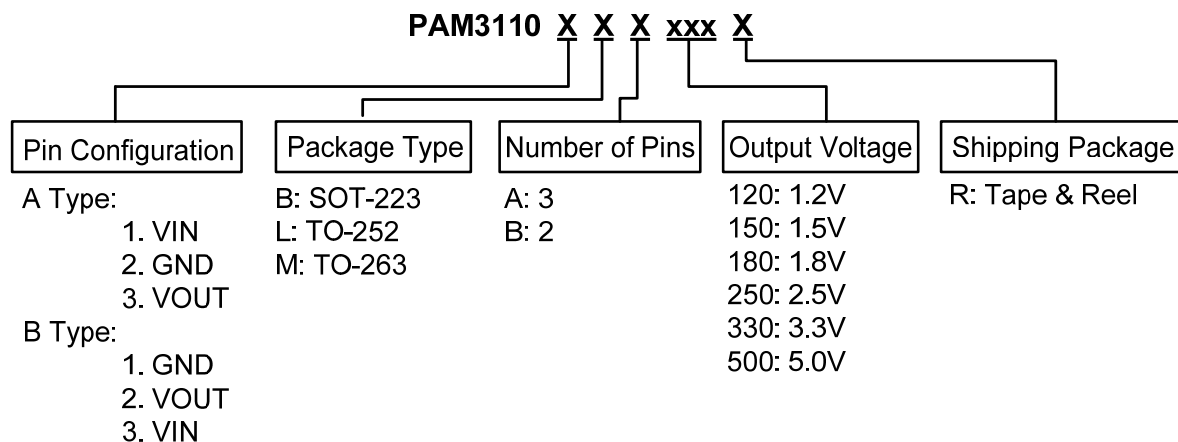 PAM3110 X X X xxx X
Pin Configuration
A Type:
1. VIN
2. GND
3. VOUT
B Type:
1. GND
2. VOUT
3. VIN
Package Type
B: SOT-223
L: TO-252
M: TO-263
Number of Pins
A: 3
B: 2
Output Voltage
120: 1.2V
150: 1.5V
180: 1.8V
250: 2.5V
330: 3.3V
500: 5.0V
Shipping Package
R: Tape & Reel